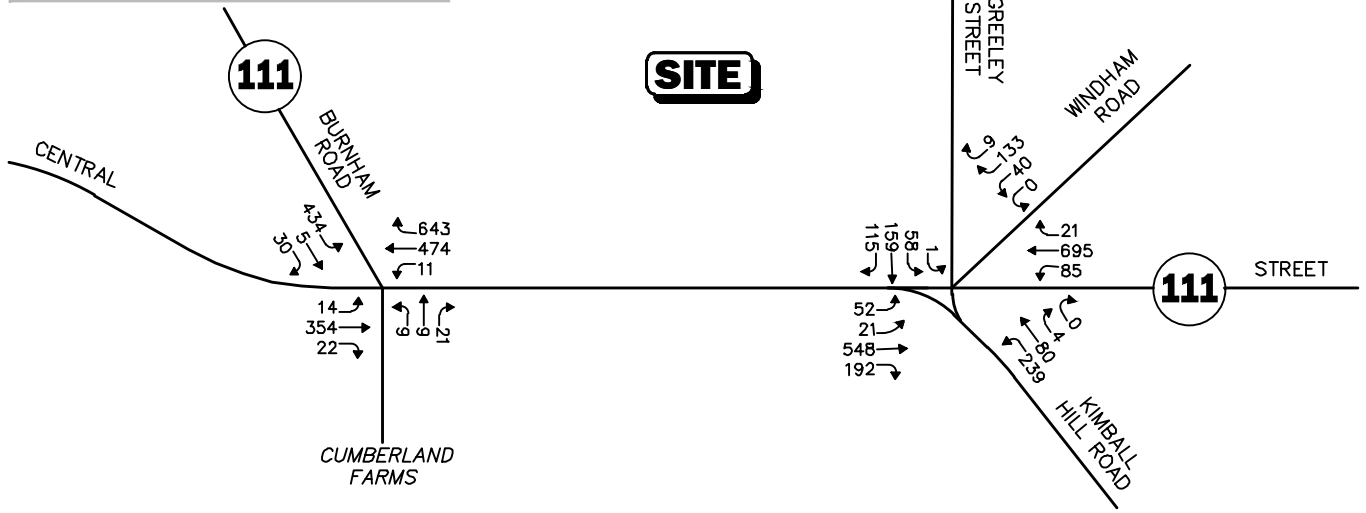 111
BURNHAM
ROAD
CENTRAL
SITE
GREELEY
STREET
WINDHAM
ROAD
9
133
40
0
434
5
30
643
474
11
115
159
58
1
21
695
85
111
STREET
14
354
22
9
9
21
52
21
548
192
0
4
80
239
KIMBALL
HILL ROAD
CUMBERLAND
FARMS